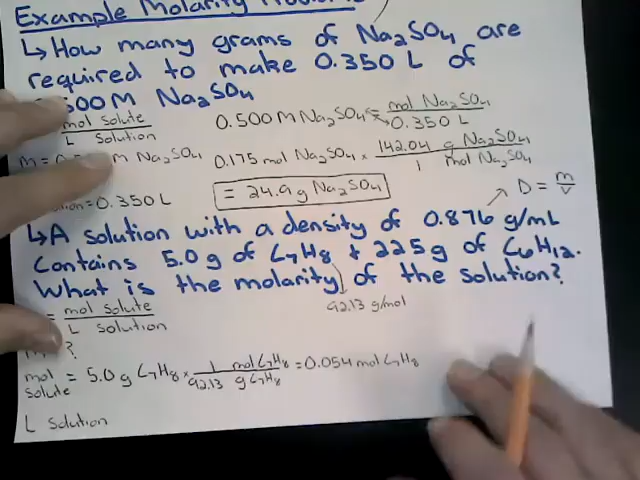 Example Molarity
↳How many grams of Na₂SO₄ are
required to make 0.350 L of
500M Na₂SO₄
mol solute
L solution
0.500 M Na₂SO₄ = mol Na₂SO₄
0.350 L
M Na₂SO₄
0.175 mol Na₂SO₄ × 142.04 g Na₂SO₄
1 mol Na₂SO₄
= 0.350 L
= 24.9 g Na₂SO₄
D = m/v
↳A solution with a density of 0.876 g/mL
contains 5.0 g of C₇H₈ + 225 g of C₆H₁₂.
What is the molarity of the solution?
92.13 g/mol
= mol solute
L solution
?
mol solute = 5.0 g C₇H₈ × 1 mol C₇H₈ = 0.054 mol C₇H₈
92.13 g C₇H₈
L solution